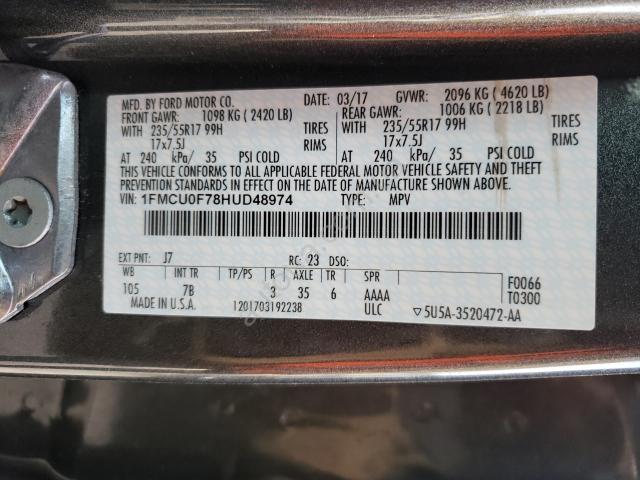 MFD. BY FORD MOTOR CO. DATE: 03/17 GVWR: 2096 KG ( 4620 LB)
FRONT GAWR: 1098 KG ( 2420 LB) REAR GAWR: 1006 KG ( 2218 LB)
WITH 235/55R17 99H TIRES WITH 235/55R17 99H TIRES
17x7.5J RIMS 17x7.5J RIMS
AT 240 kPa/ 35 PSI COLD AT 240 kPa/ 35 PSI COLD
THIS VEHICLE CONFORMS TO ALL APPLICABLE FEDERAL MOTOR VEHICLE SAFETY AND THEFT
PREVENTION STANDARDS IN EFFECT ON THE DATE OF MANUFACTURE SHOWN ABOVE.
VIN: 1FMCU0F78HUD48974 TYPE: MPV
EXT PNT: J7 RC: 23 DSO:
WB INT TR TP/PS R AXLE TR SPR F0066
105 7B 3 35 6 AAAA T0300
MADE IN U.S.A. 1201703192238 ULC ▽5U5A-3520472-AA